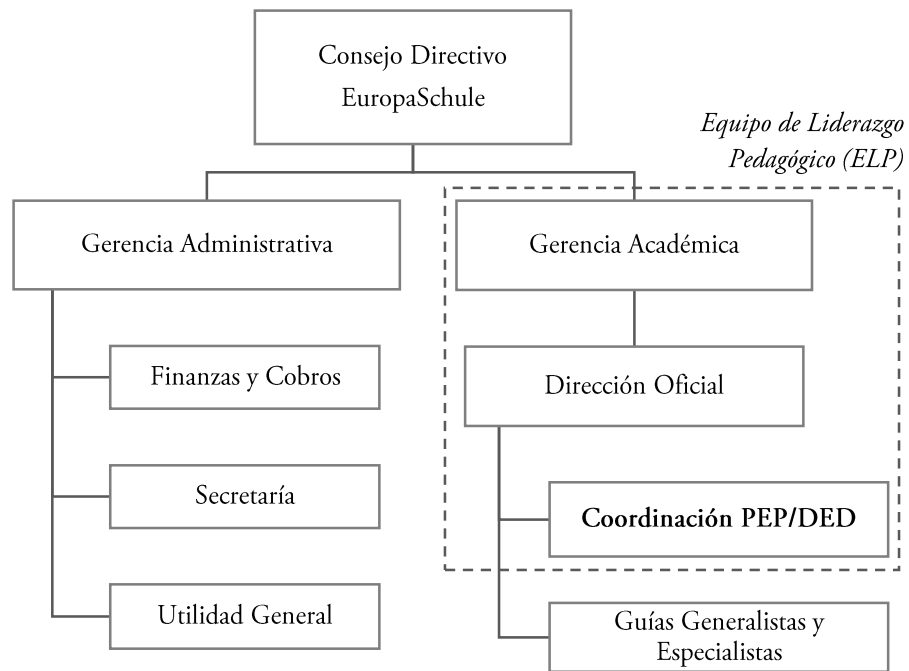 Consejo Directivo
EuropaSchule
Equipo de Liderazgo
Pedagógico (ELP)
Gerencia Administrativa
Gerencia Académica
Finanzas y Cobros
Dirección Oficial
Secretaría
Coordinación PEP/DED
Utilidad General
Guías Generalistas y
Especialistas